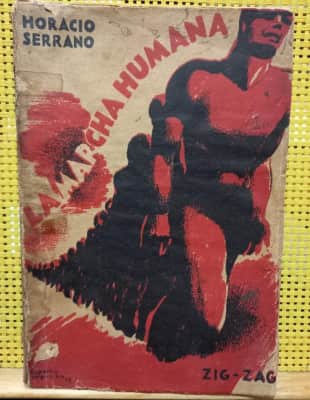 HORACIO
SERRANO
LA MARCHA HUMANA
ZIG-ZAG